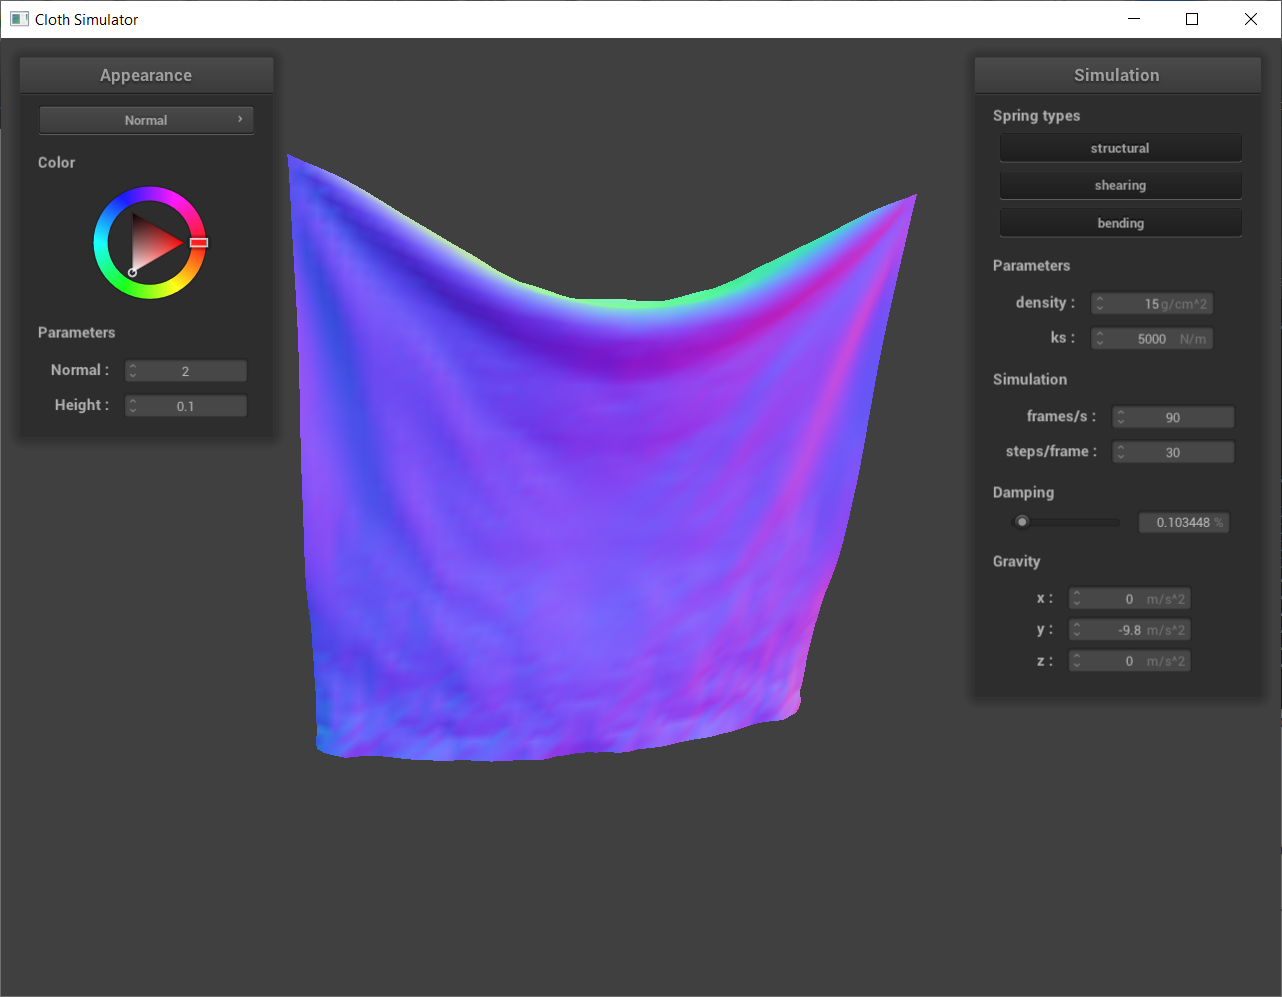 Cloth Simulator
Appearance
Normal
Color
Parameters
Normal : 2
Height : 0.1
Simulation
Spring types
structural
shearing
bending
Parameters
density : 15 g/cm^2
ks : 5000 N/m
Simulation
frames/s : 90
steps/frame : 30
Damping
0.103448 %
Gravity
x : 0 m/s^2
y : -9.8 m/s^2
z : 0 m/s^2